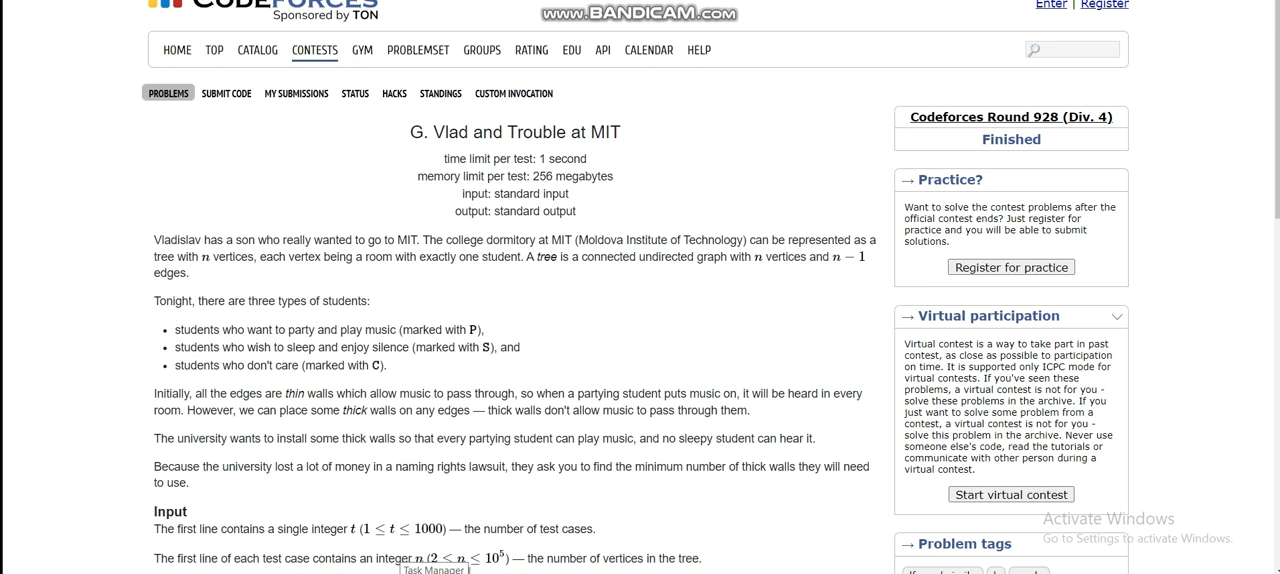 CODEFORCES
Sponsored by TON
www.BANDICAM.com
Enter | Register
HOME TOP CATALOG CONTESTS GYM PROBLEMSET GROUPS RATING EDU API CALENDAR HELP
PROBLEMS SUBMIT CODE MY SUBMISSIONS STATUS HACKS STANDINGS CUSTOM INVOCATION
G. Vlad and Trouble at MIT
time limit per test: 1 second
memory limit per test: 256 megabytes
input: standard input
output: standard output
Vladislav has a son who really wanted to go to MIT. The college dormitory at MIT (Moldova Institute of Technology) can be represented as a
tree with n vertices, each vertex being a room with exactly one student. A tree is a connected undirected graph with n vertices and n − 1
edges.
Tonight, there are three types of students:
• students who want to party and play music (marked with P),
• students who wish to sleep and enjoy silence (marked with S), and
• students who don't care (marked with C).
Initially, all the edges are thin walls which allow music to pass through, so when a partying student puts music on, it will be heard in every
room. However, we can place some thick walls on any edges — thick walls don't allow music to pass through them.
The university wants to install some thick walls so that every partying student can play music, and no sleepy student can hear it.
Because the university lost a lot of money in a naming rights lawsuit, they ask you to find the minimum number of thick walls they will need
to use.
Input
The first line contains a single integer t (1 ≤ t ≤ 1000) — the number of test cases.
The first line of each test case contains an integer n (2 ≤ n ≤ 10⁵) — the number of vertices in the tree.
Task Manager
Codeforces Round 928 (Div. 4)
Finished
→ Practice?
Want to solve the contest problems after the
official contest ends? Just register for
practice and you will be able to submit
solutions.
Register for practice
→ Virtual participation
Virtual contest is a way to take part in past
contest, as close as possible to participation
on time. It is supported only ICPC mode for
virtual contests. If you've seen these
problems, a virtual contest is not for you -
solve these problems in the archive. If you
just want to solve some problem from a
contest, a virtual contest is not for you -
solve this problem in the archive. Never use
someone else's code, read the tutorials or
communicate with other person during a
virtual contest.
Start virtual contest
Activate Windows
Go to Settings to activate Windows.
→ Problem tags